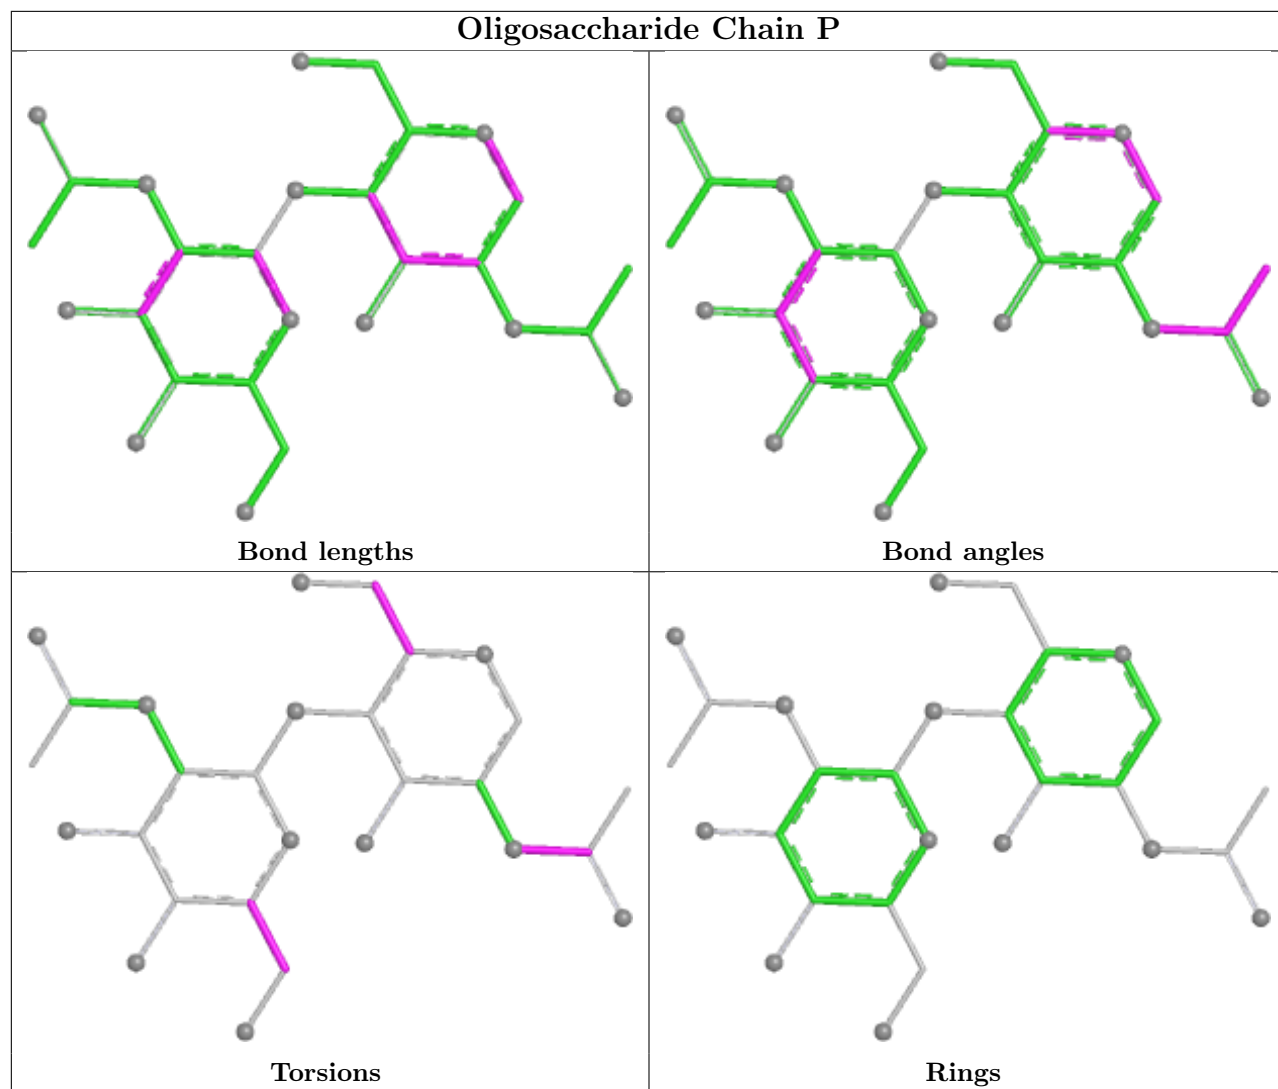 Oligosaccharide Chain P
Bond lengths
Bond angles
Torsions
Rings